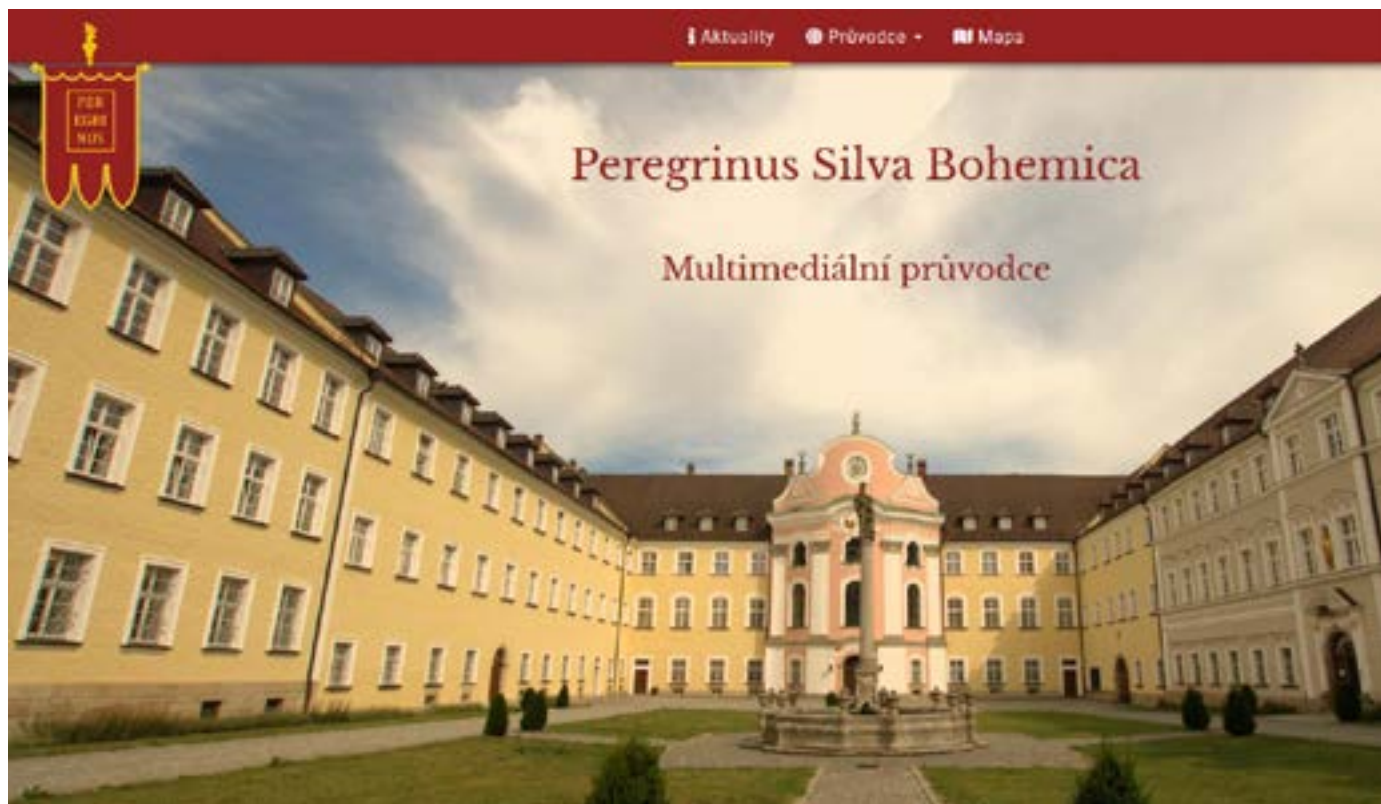 Aktuality
Průvodce
Mapa
PER
EGRI
NUS
Peregrinus Silva Bohemica
Multimediální průvodce